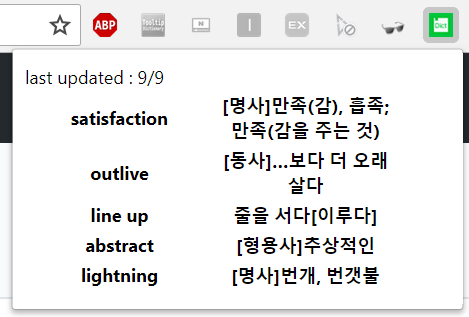 ABP Tooltip Dictionary N I EX Dict
last updated : 9/9
satisfaction [명사]만족(감), 흡족;
만족(감을 주는 것)
outlive [동사]...보다 더 오래
살다
line up 줄을 서다[이루다]
abstract [형용사]추상적인
lightning [명사]번개, 번갯불